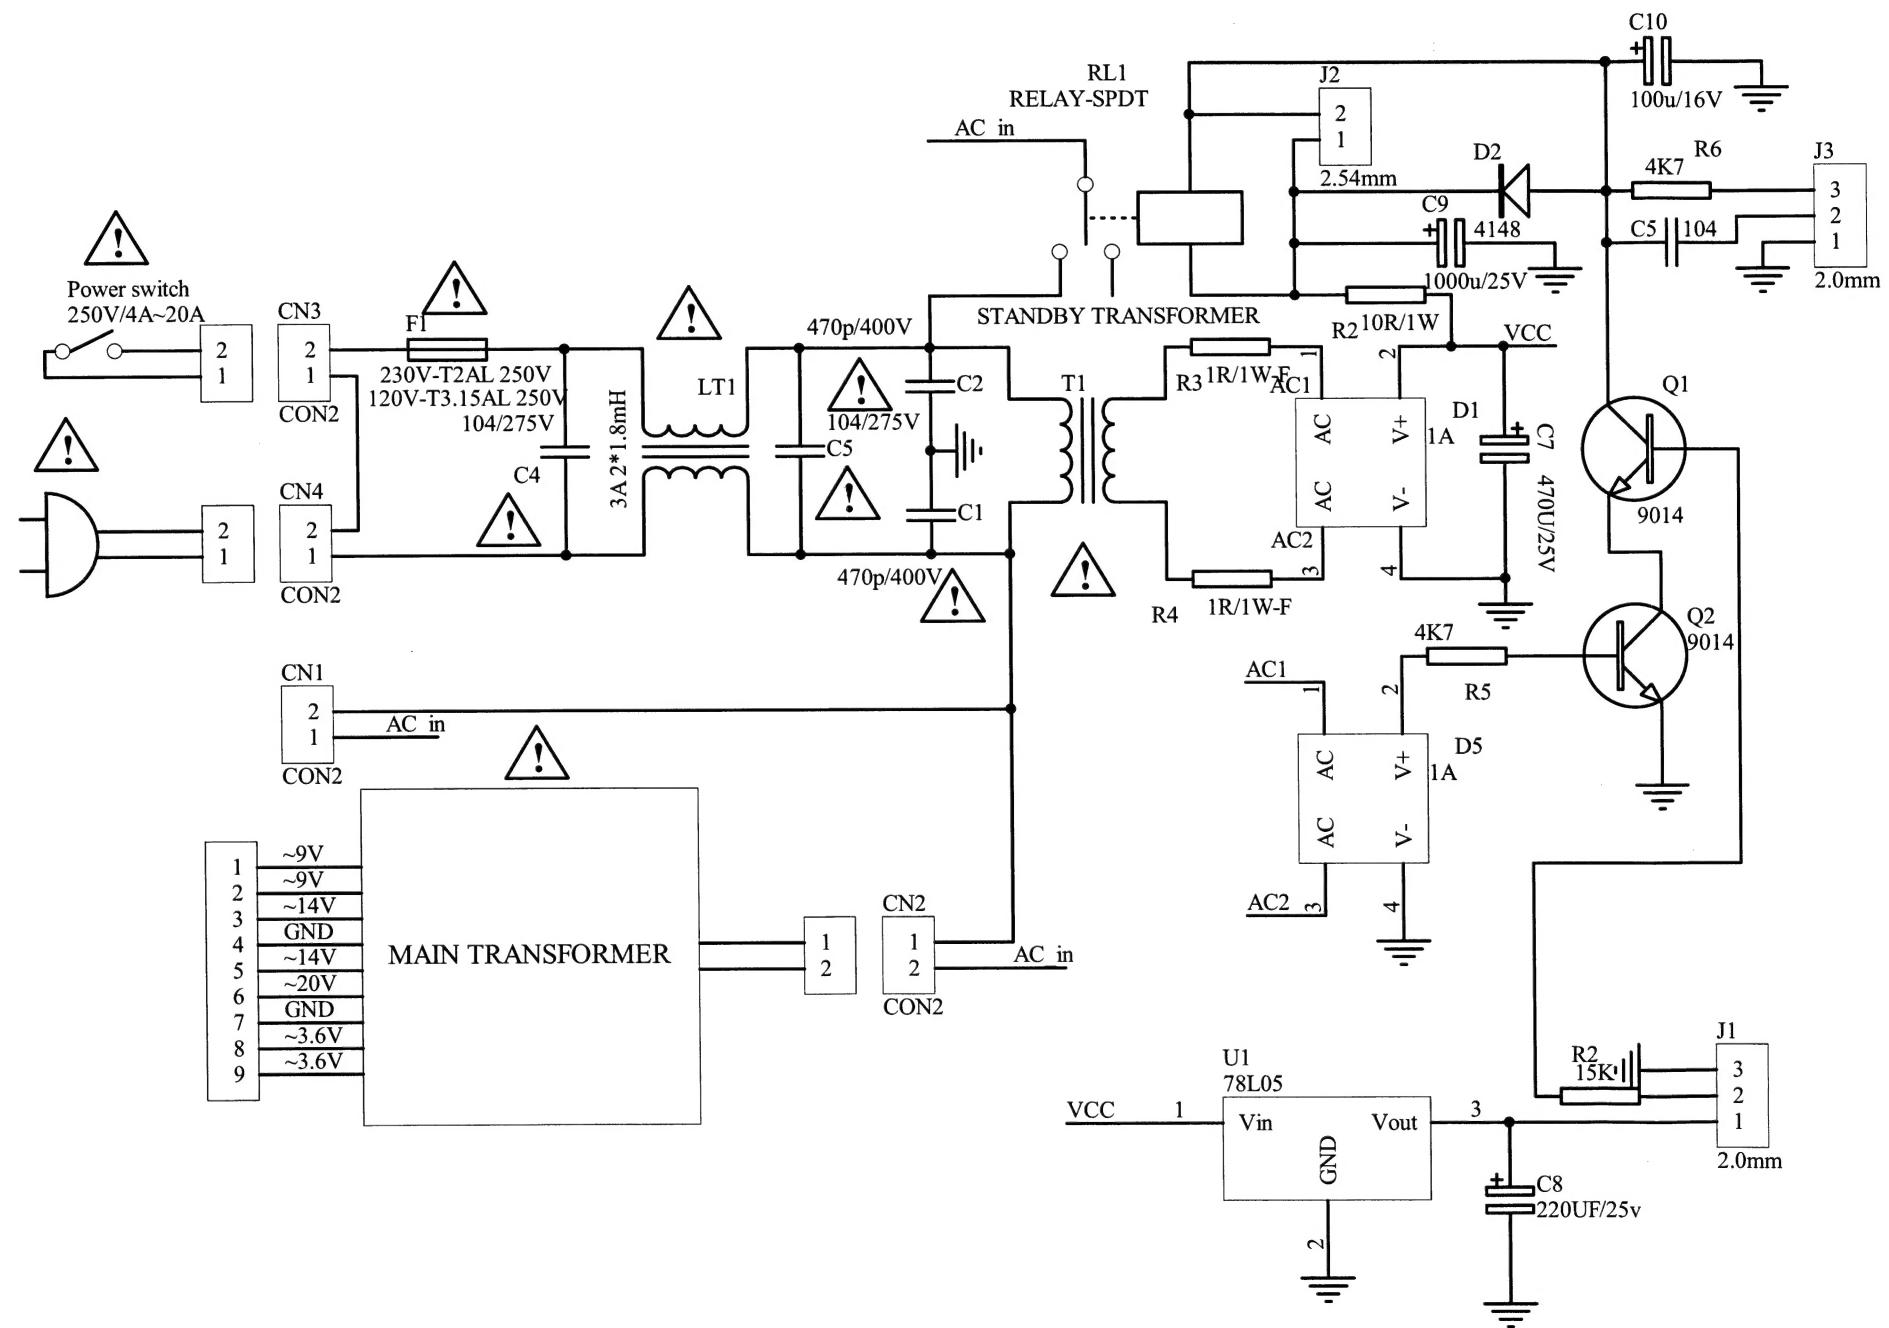 C10
+
100u/16V
RL1
RELAY-SPDT
J2
2
1
2.54mm
AC in
D2
4148
R6
4K7
J3
3
2
1
2.0mm
C9
+
1000u/25V
C5 104
!
Power switch
250V/4A~20A
2
1
CN3
2
1
CON2
!
F1
230V-T2AL 250V
120V-T3.15AL 250V
104/275V
C4
!
LT1
3A 2*1.8mH
470p/400V
!
104/275V
C5
C2
C1
!
470p/400V
!
!
STANDBY TRANSFORMER
T1
!
R3
1R/1W-F
R4
1R/1W-F
R2
10R/1W
VCC
1
AC1
2
AC
V+
AC
V-
AC2
3
4
D1
1A
+
C7 470U/25V
Q1
9014
Q2
9014
!
2
1
CN4
2
1
CON2
4K7
R5
AC1
1
2
AC
V+
AC
V-
D5
1A
AC2
3
4
CN1
2
1
AC in
CON2
!
MAIN TRANSFORMER
1 ~9V
2 ~9V
3 ~14V
4 GND
5 ~14V
6 ~20V
7 GND
8 ~3.6V
9 ~3.6V
1
2
CN2
1
2
AC_in
CON2
U1
78L05
VCC
1
Vin
Vout
3
GND
2
R2
15K
J1
3
2
1
2.0mm
+
C8
220UF/25v